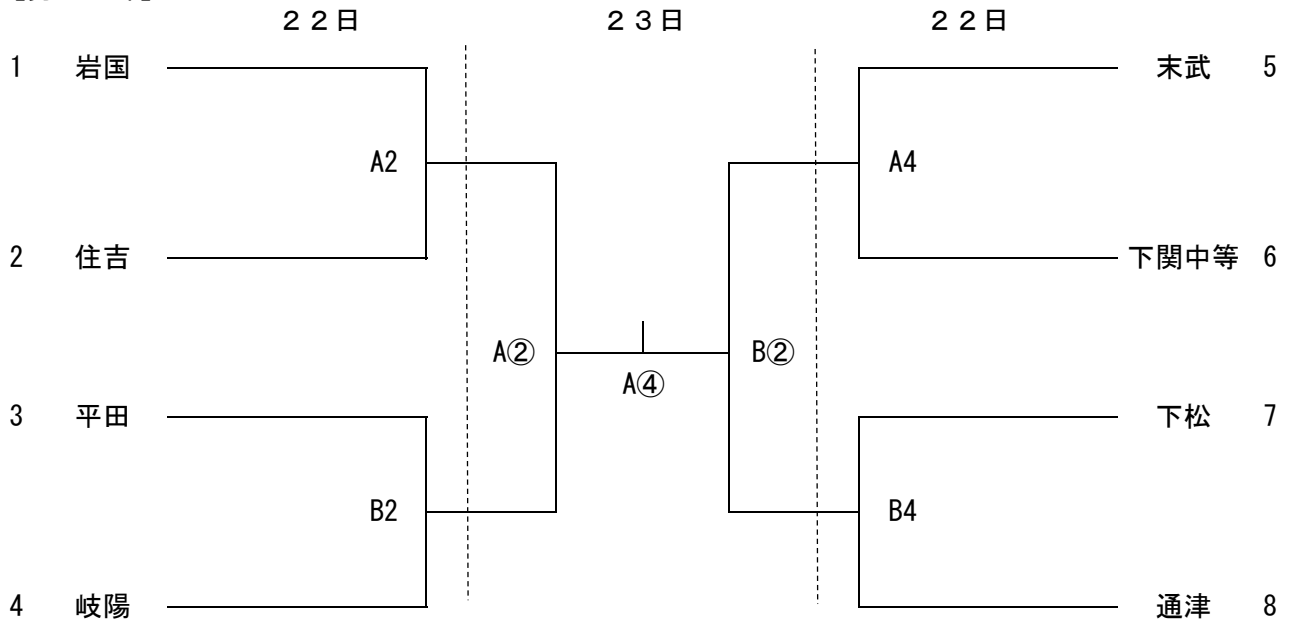 ２２日 ２３日 ２２日
1 岩国 末武 5
A2 A4
2 住吉 下関中等 6
A② B②
A④
3 平田 下松 7
B2 B4
4 岐陽 通津 8